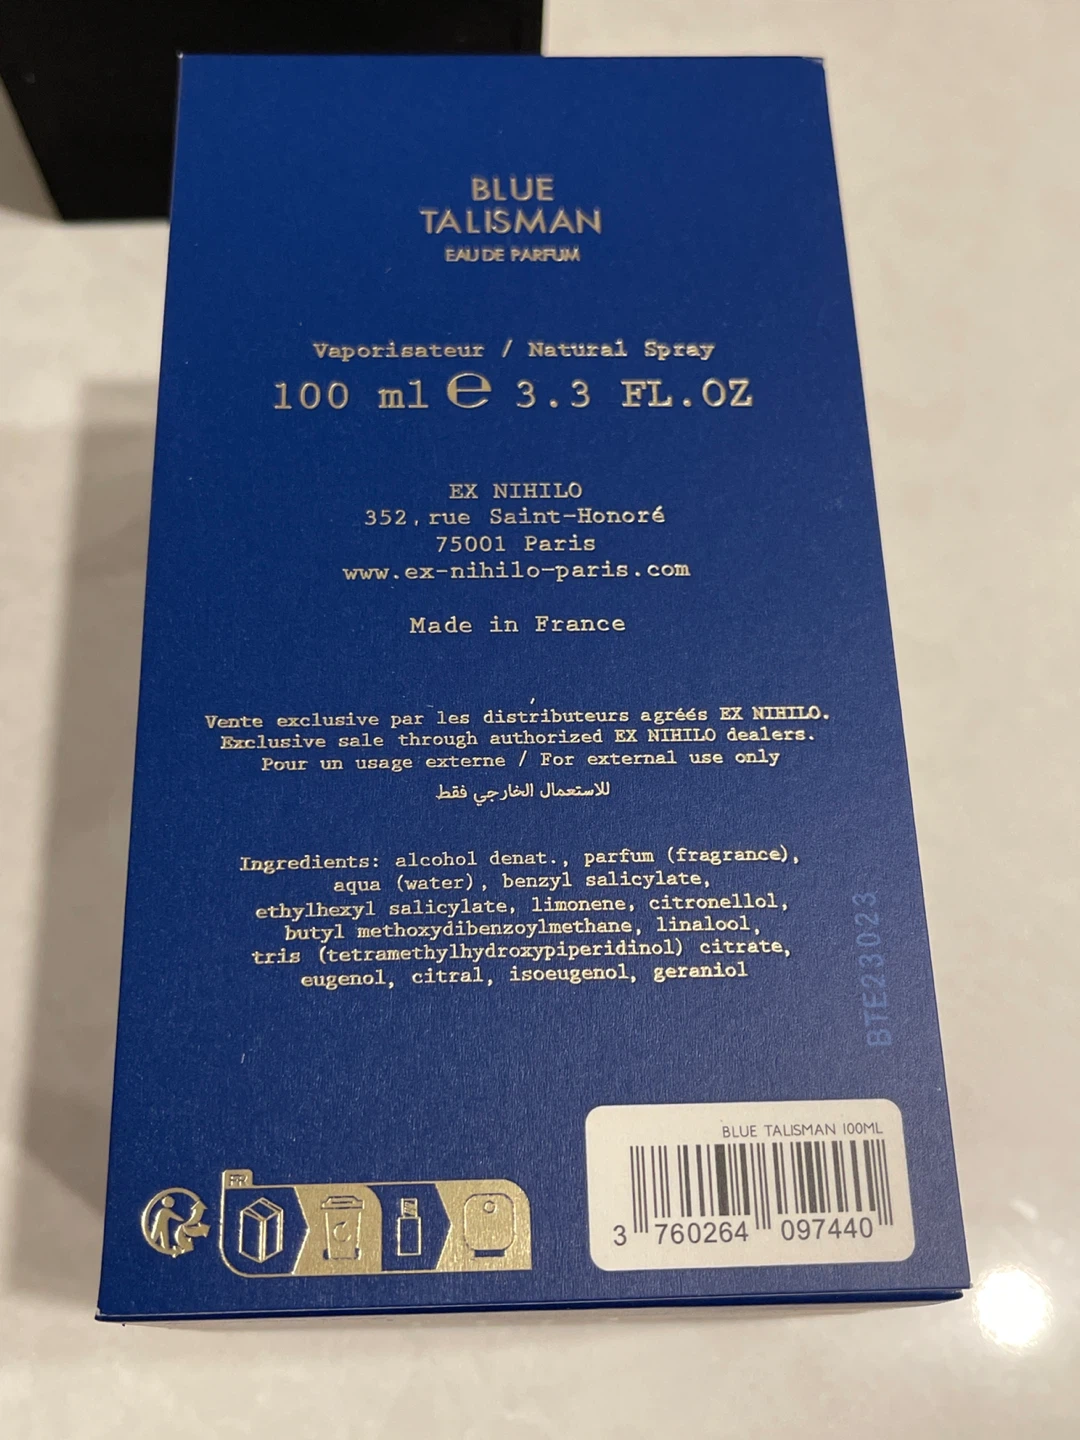 BLUE
TALISMAN
EAU DE PARFUM
Vaporisateur / Natural Spray
100 ml ℮ 3.3 FL.OZ
EX NIHILO
352, rue Saint-Honoré
75001 Paris
www.ex-nihilo-paris.com
Made in France
Vente exclusive par les distributeurs agréés EX NIHILO.
Exclusive sale through authorized EX NIHILO dealers.
Pour un usage externe / For external use only
للاستعمال الخارجي فقط
Ingredients: alcohol denat., parfum (fragrance),
aqua (water), benzyl salicylate,
ethylhexyl salicylate, limonene, citronellol,
butyl methoxydibenzoylmethane, linalool,
tris (tetramethylhydroxypiperidinol) citrate,
eugenol, citral, isoeugenol, geraniol
BTE23023
BLUE TALISMAN 100ML
3 760264 097440
FR